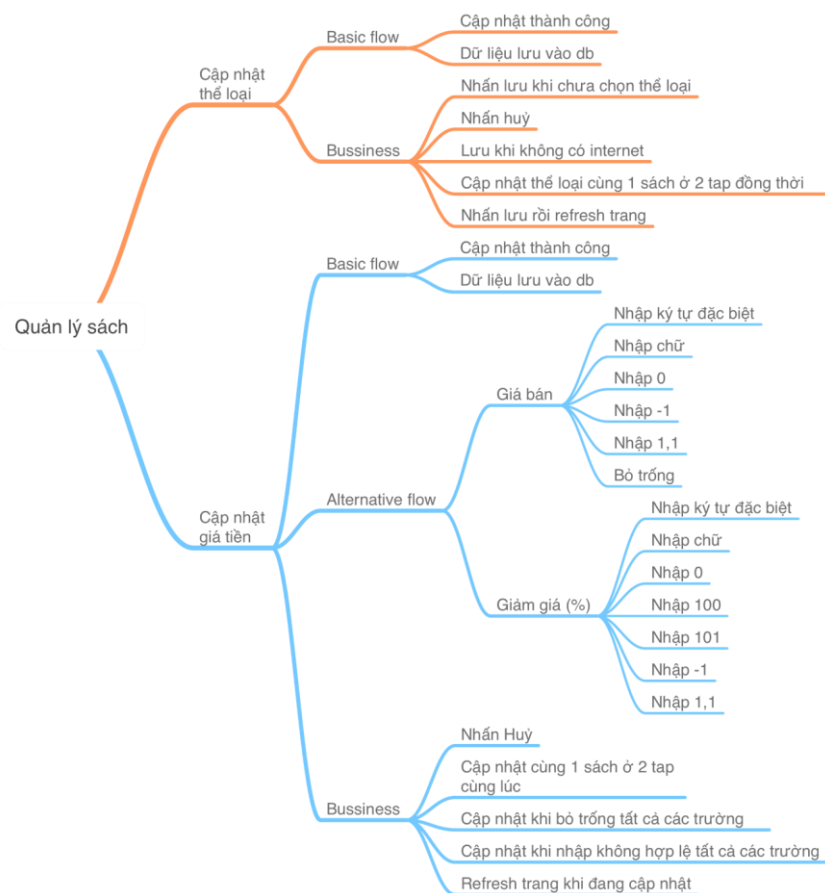 Cập nhật thành công
Basic flow
Dữ liệu lưu vào db
Cập nhật
thể loại
Nhấn lưu khi chưa chọn thể loại
Nhấn huỷ
Bussiness
Lưu khi không có internet
Cập nhật thể loại cùng 1 sách ở 2 tap đồng thời
Nhấn lưu rồi refresh trang
Cập nhật thành công
Basic flow
Dữ liệu lưu vào db
Quản lý sách
Nhập ký tự đặc biệt
Nhập chữ
Nhập 0
Giá bán
Nhập -1
Nhập 1,1
Bỏ trống
Alternative flow
Cập nhật
giá tiền
Nhập ký tự đặc biệt
Nhập chữ
Nhập 0
Giảm giá (%)
Nhập 100
Nhập 101
Nhập -1
Nhập 1,1
Nhấn Huỷ
Cập nhật cùng 1 sách ở 2 tap
cùng lúc
Bussiness
Cập nhật khi bỏ trống tất cả các trường
Cập nhật khi nhập không hợp lệ tất cả các trường
Refresh trang khi đang cập nhật